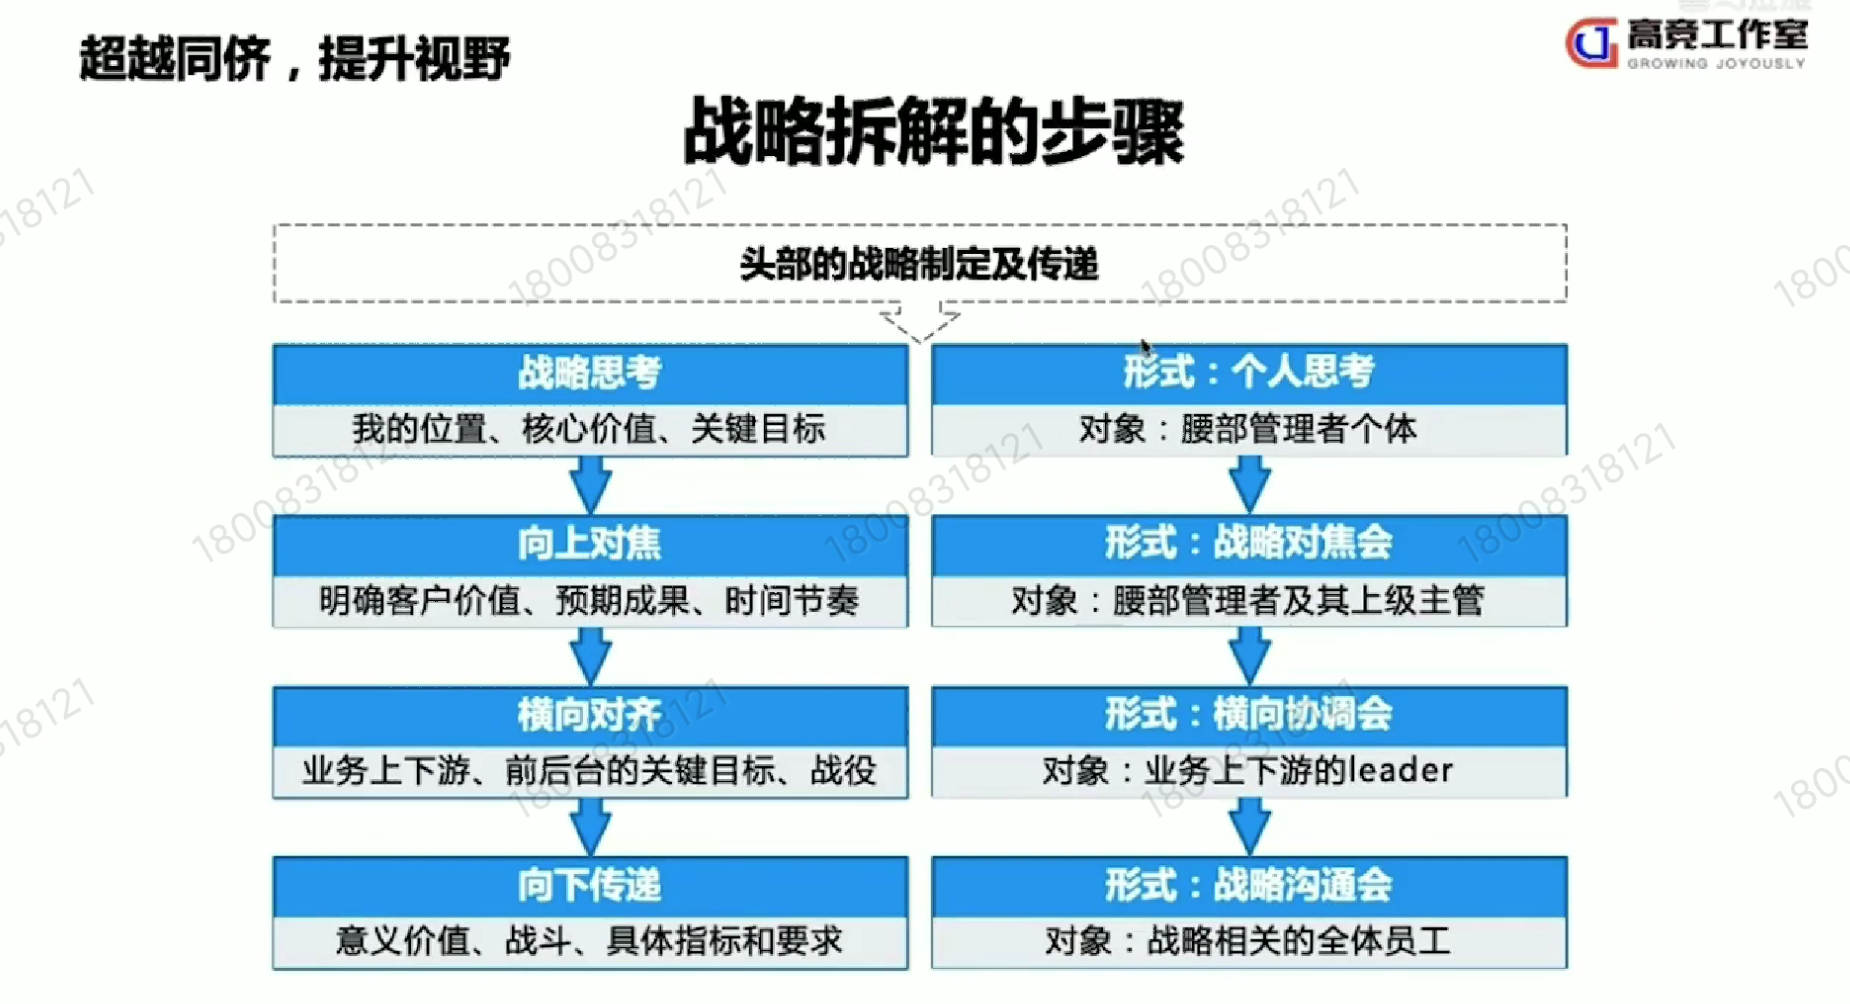 超越同侪，提升视野
高竞工作室
GROWING JOYOUSLY
战略拆解的步骤
头部的战略制定及传递
战略思考
我的位置、核心价值、关键目标
形式：个人思考
对象：腰部管理者个体
向上对焦
明确客户价值、预期成果、时间节奏
形式：战略对焦会
对象：腰部管理者及其上级主管
横向对齐
业务上下游、前后台的关键目标、战役
形式：横向协调会
对象：业务上下游的leader
向下传递
意义价值、战斗、具体指标和要求
形式：战略沟通会
对象：战略相关的全体员工
18008318121
18008318121
18008318121
18008318121
18008318121
18008318121
18008318121